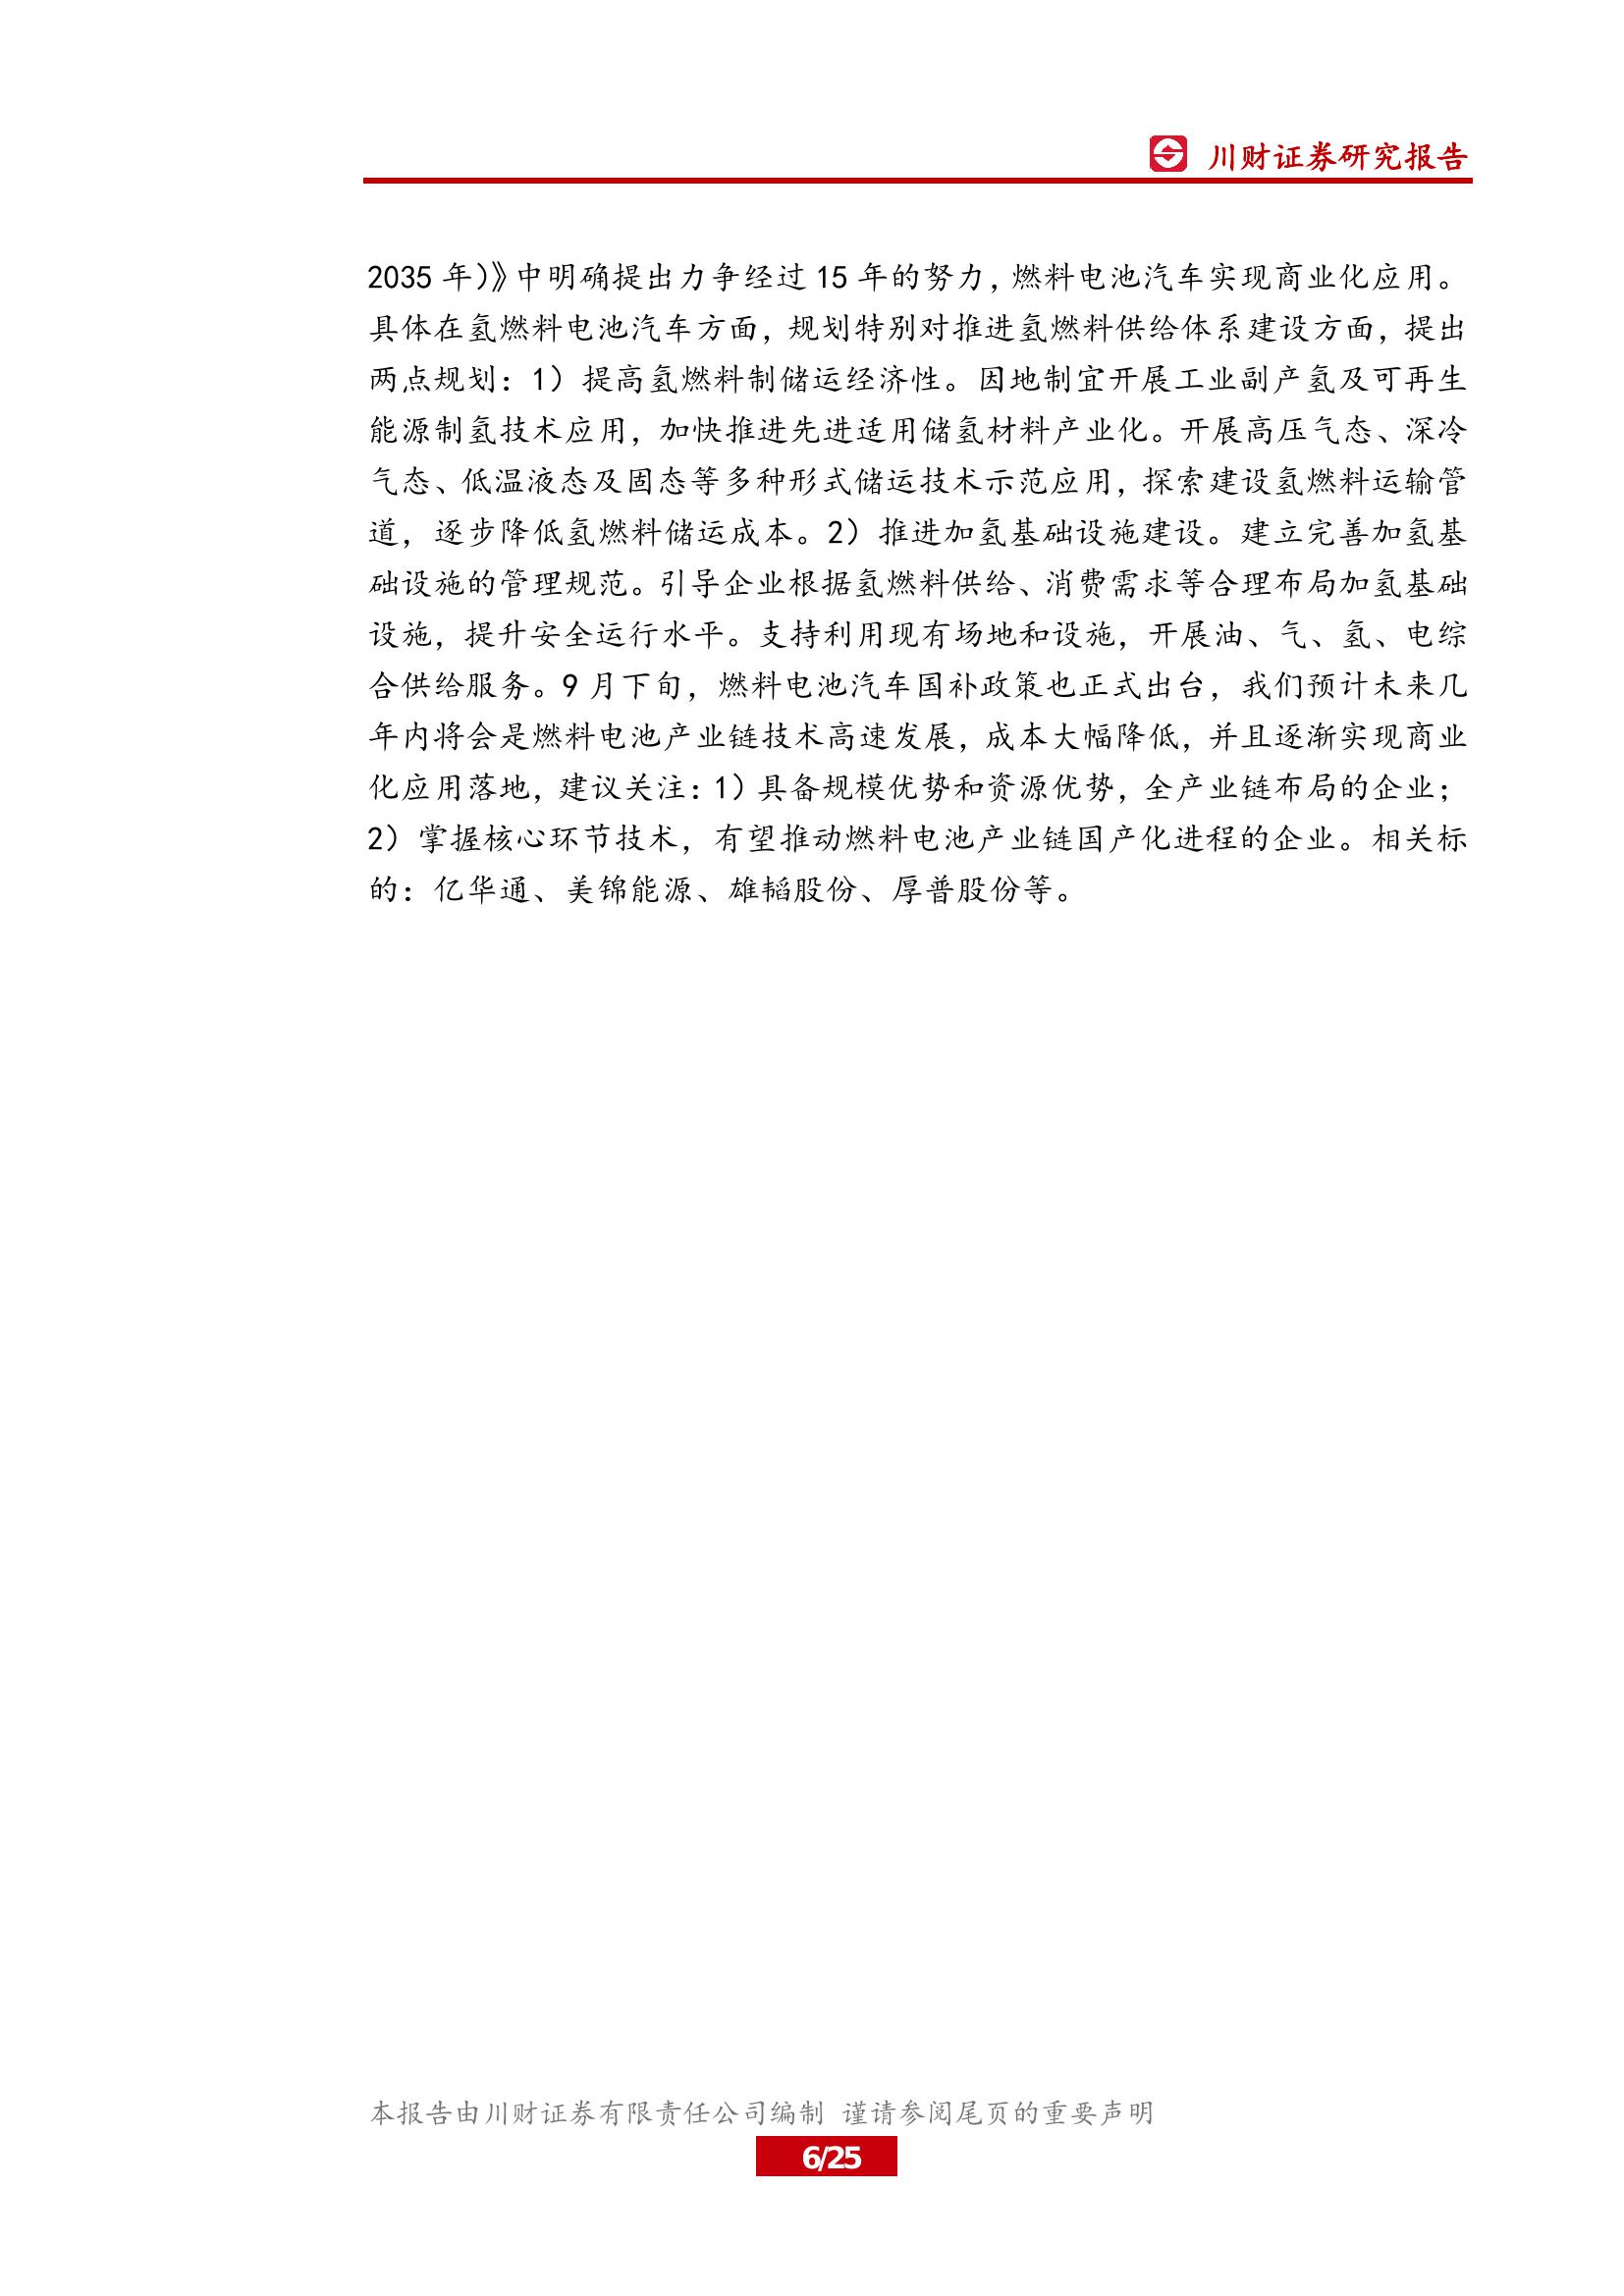 川财证券研究报告
2035 年)》中明确提出力争经过 15 年的努力，燃料电池汽车实现商业化应用。
具体在氢燃料电池汽车方面，规划特别对推进氢燃料供给体系建设方面，提出
两点规划：1）提高氢燃料制储运经济性。因地制宜开展工业副产氢及可再生
能源制氢技术应用，加快推进先进适用储氢材料产业化。开展高压气态、深冷
气态、低温液态及固态等多种形式储运技术示范应用，探索建设氢燃料运输管
道，逐步降低氢燃料储运成本。2）推进加氢基础设施建设。建立完善加氢基
础设施的管理规范。引导企业根据氢燃料供给、消费需求等合理布局加氢基础
设施，提升安全运行水平。支持利用现有场地和设施，开展油、气、氢、电综
合供给服务。9 月下旬，燃料电池汽车国补政策也正式出台，我们预计未来几
年内将会是燃料电池产业链技术高速发展，成本大幅降低，并且逐渐实现商业
化应用落地，建议关注：1）具备规模优势和资源优势，全产业链布局的企业；
2）掌握核心环节技术，有望推动燃料电池产业链国产化进程的企业。相关标
的：亿华通、美锦能源、雄韬股份、厚普股份等。
本报告由川财证券有限责任公司编制 谨请参阅尾页的重要声明
6/25